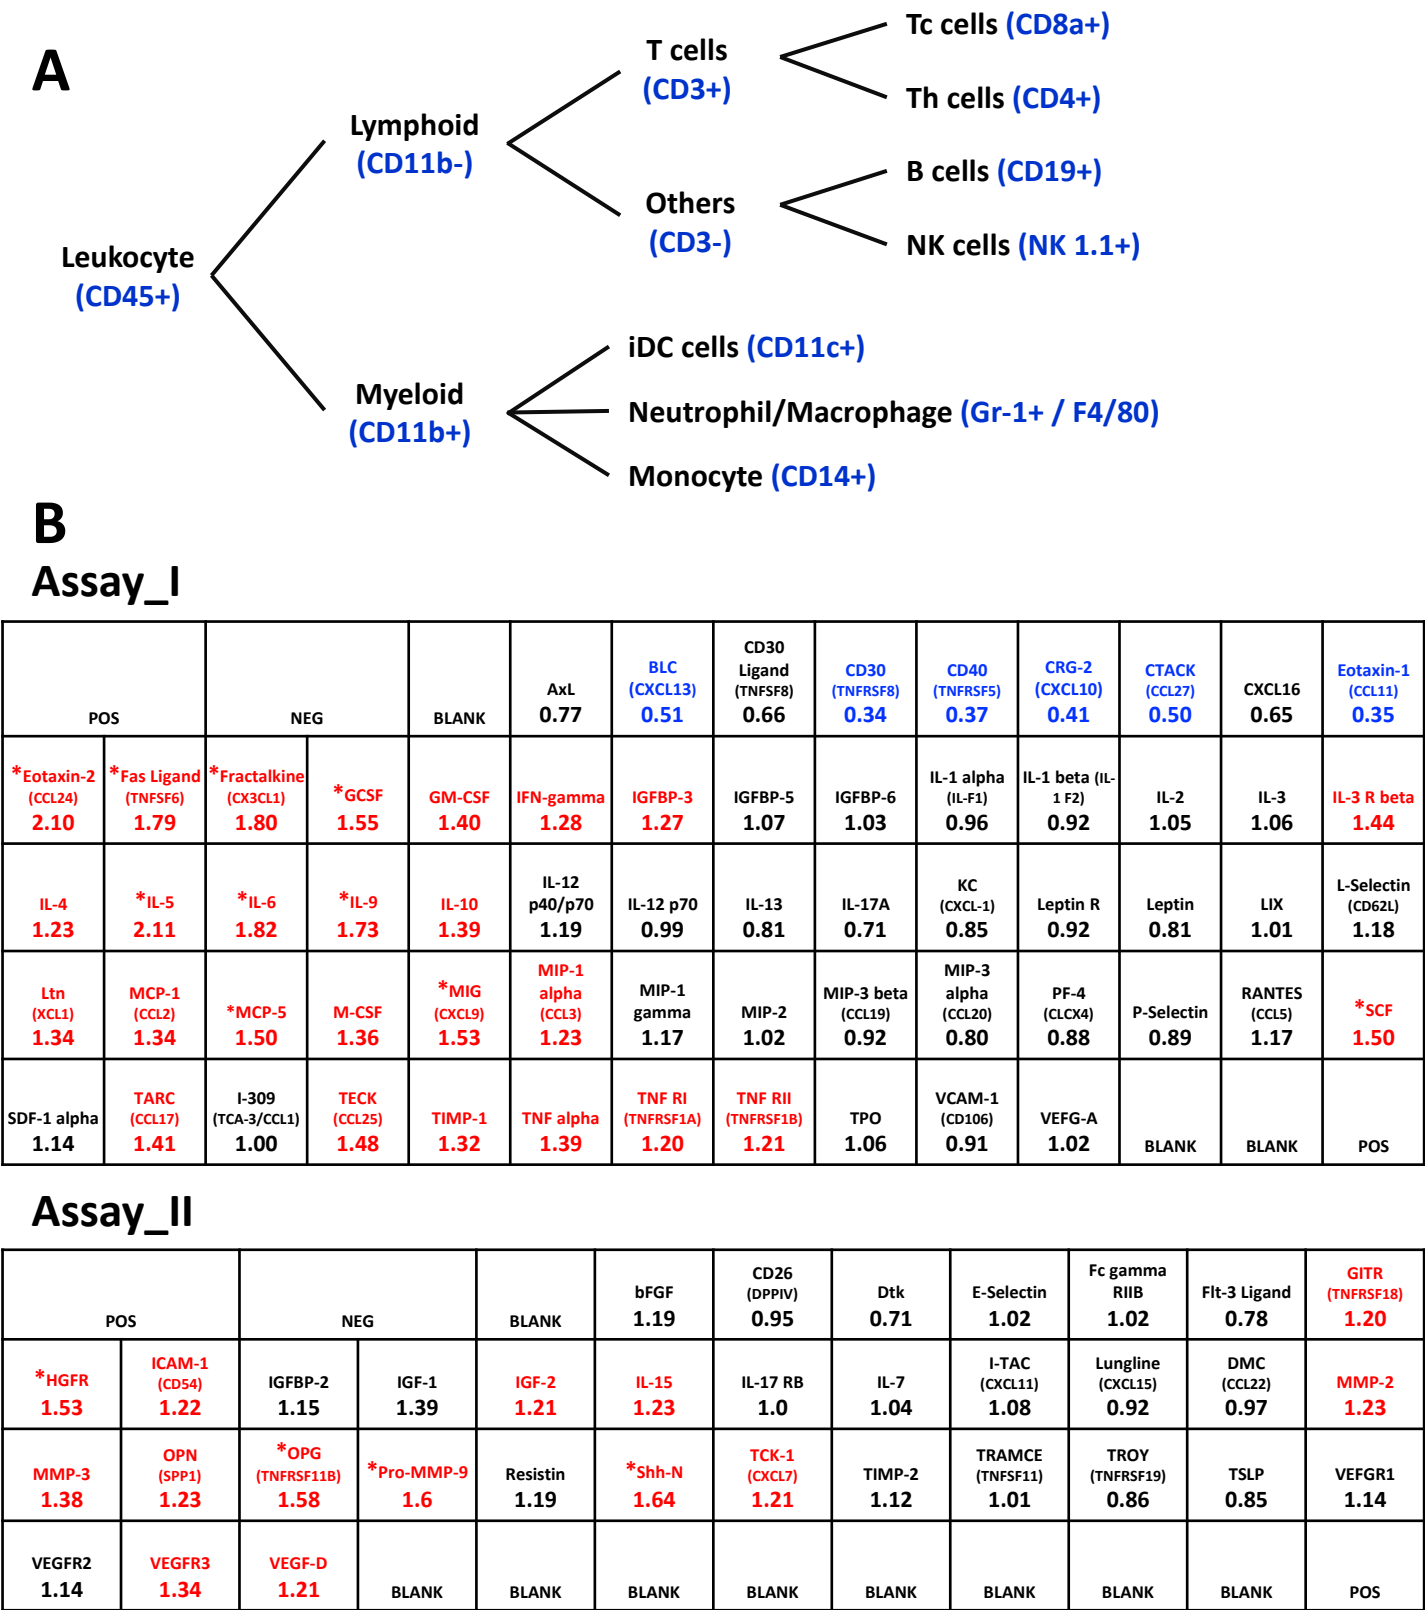 A
Leukocyte
(CD45+)
Lymphoid
(CD11b-)
Myeloid
(CD11b+)
T cells
(CD3+)
Others
(CD3-)
Tc cells (CD8a+)
Th cells (CD4+)
B cells (CD19+)
NK cells (NK 1.1+)
iDC cells (CD11c+)
Neutrophil/Macrophage (Gr-1+ / F4/80)
Monocyte (CD14+)
B
Assay_I
POS
NEG
BLANK
AxL
0.77
BLC
(CXCL13)
0.51
CD30
Ligand
(TNFSF8)
0.66
CD30
(TNFRSF8)
0.34
CD40
(TNFRSF5)
0.37
CRG-2
(CXCL10)
0.41
CTACK
(CCL27)
0.50
CXCL16
0.65
Eotaxin-1
(CCL11)
0.35
*Eotaxin-2
(CCL24)
2.10
*Fas Ligand
(TNFSF6)
1.79
*Fractalkine
(CX3CL1)
1.80
*GCSF
1.55
GM-CSF
1.40
IFN-gamma
1.28
IGFBP-3
1.27
IGFBP-5
1.07
IGFBP-6
1.03
IL-1 alpha
(IL-F1)
0.96
IL-1 beta (IL-
1 F2)
0.92
IL-2
1.05
IL-3
1.06
IL-3 R beta
1.44
IL-4
1.23
*IL-5
2.11
*IL-6
1.82
*IL-9
1.73
IL-10
1.39
IL-12
p40/p70
1.19
IL-12 p70
0.99
IL-13
0.81
IL-17A
0.71
KC
(CXCL-1)
0.85
Leptin R
0.92
Leptin
0.81
LIX
1.01
L-Selectin
(CD62L)
1.18
Ltn
(XCL1)
1.34
MCP-1
(CCL2)
1.34
*MCP-5
1.50
M-CSF
1.36
*MIG
(CXCL9)
1.53
MIP-1
alpha
(CCL3)
1.23
MIP-1
gamma
1.17
MIP-2
1.02
MIP-3 beta
(CCL19)
0.92
MIP-3
alpha
(CCL20)
0.80
PF-4
(CLCX4)
0.88
P-Selectin
0.89
RANTES
(CCL5)
1.17
*SCF
1.50
SDF-1 alpha
1.14
TARC
(CCL17)
1.41
I-309
(TCA-3/CCL1)
1.00
TECK
(CCL25)
1.48
TIMP-1
1.32
TNF alpha
1.39
TNF RI
(TNFRSF1A)
1.20
TNF RII
(TNFRSF1B)
1.21
TPO
1.06
VCAM-1
(CD106)
0.91
VEFG-A
1.02
BLANK
BLANK
POS
Assay_II
POS
NEG
BLANK
bFGF
1.19
CD26
(DPPIV)
0.95
Dtk
0.71
E-Selectin
1.02
Fc gamma
RIIB
1.02
Flt-3 Ligand
0.78
GITR
(TNFRSF18)
1.20
*HGFR
1.53
ICAM-1
(CD54)
1.22
IGFBP-2
1.15
IGF-1
1.39
IGF-2
1.21
IL-15
1.23
IL-17 RB
1.0
IL-7
1.04
I-TAC
(CXCL11)
1.08
Lungline
(CXCL15)
0.92
DMC
(CCL22)
0.97
MMP-2
1.23
MMP-3
1.38
OPN
(SPP1)
1.23
*OPG
(TNFRSF11B)
1.58
*Pro-MMP-9
1.6
Resistin
1.19
*Shh-N
1.64
TCK-1
(CXCL7)
1.21
TIMP-2
1.12
TRAMCE
(TNFSF11)
1.01
TROY
(TNFRSF19)
0.86
TSLP
0.85
VEFGR1
1.14
VEGFR2
1.14
VEGFR3
1.34
VEGF-D
1.21
BLANK
BLANK
BLANK
BLANK
BLANK
BLANK
BLANK
BLANK
POS